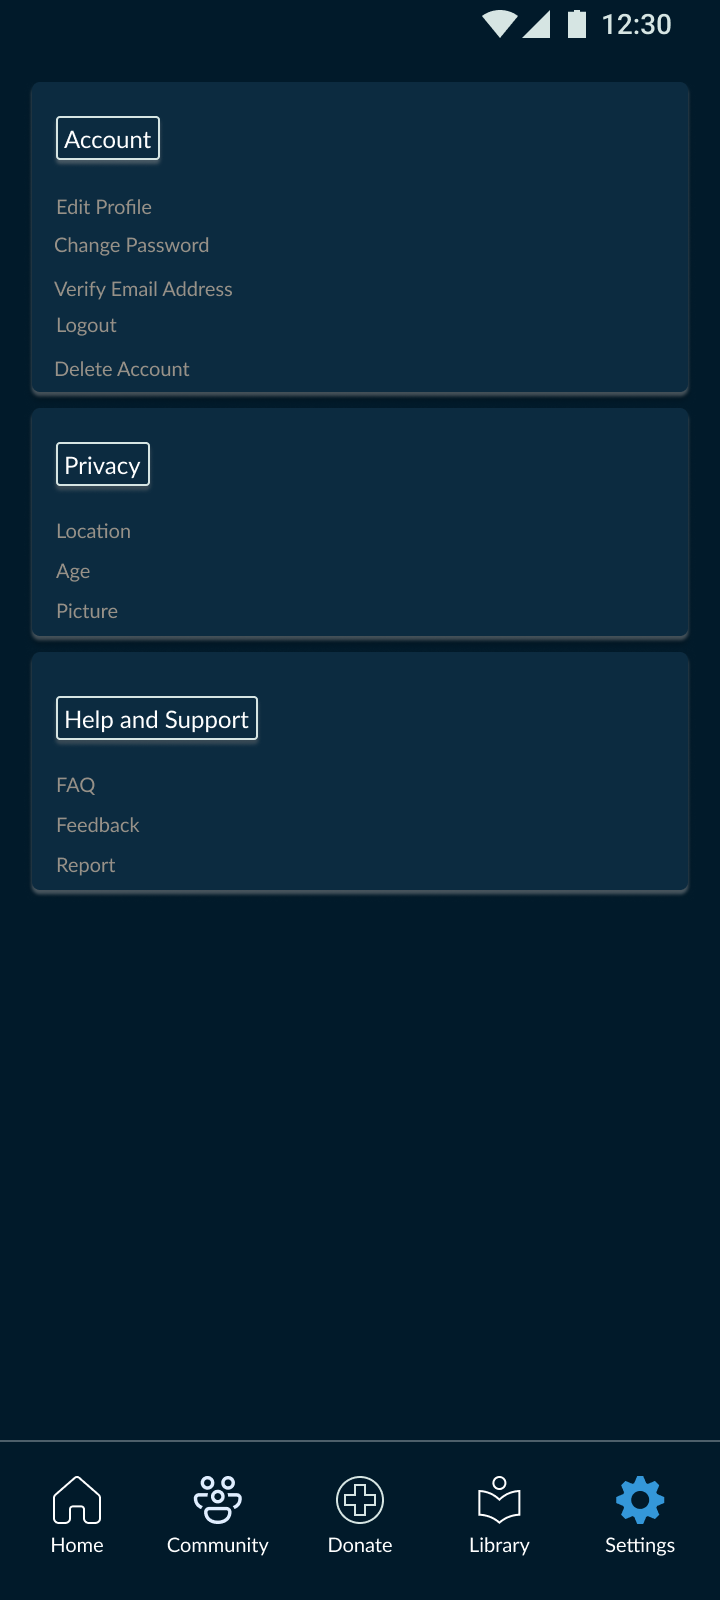 12:30
Account
Edit Profile
Change Password
Verify Email Address
Logout
Delete Account
Privacy
Location
Age
Picture
Help and Support
FAQ
Feedback
Report
Home Community Donate Library Settings